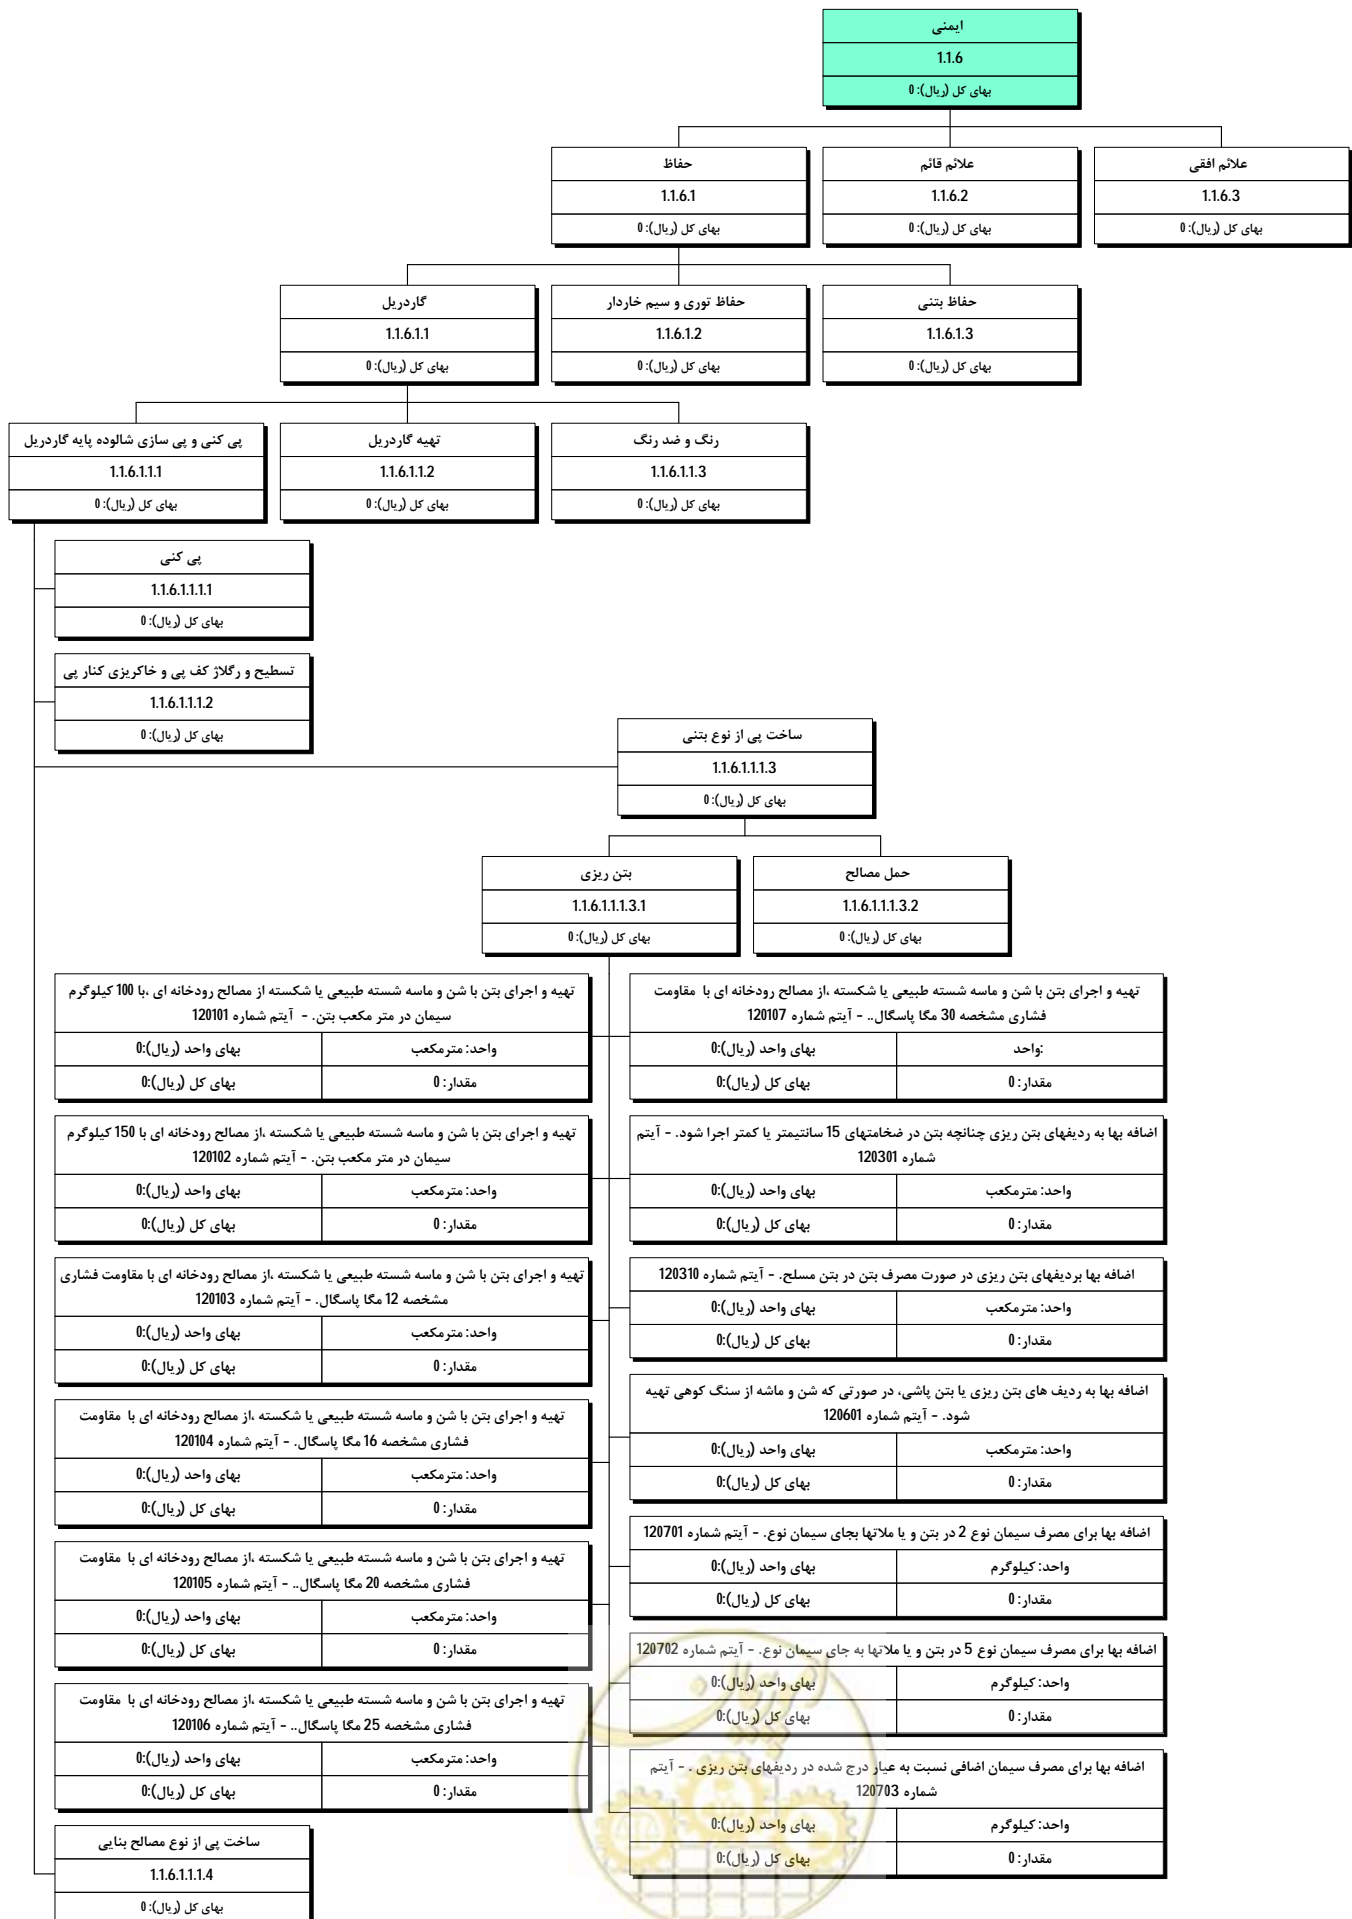 ایمنی
1.1.6
بهای کل (ریال): 0
حفاظ
1.1.6.1
بهای کل (ریال): 0
علائم قائم
1.1.6.2
بهای کل (ریال): 0
علائم افقی
1.1.6.3
بهای کل (ریال): 0
گاردریل
1.1.6.1.1
بهای کل (ریال): 0
حفاظ توری و سیم خاردار
1.1.6.1.2
بهای کل (ریال): 0
حفاظ بتنی
1.1.6.1.3
بهای کل (ریال): 0
پی کنی و پی سازی شالوده پایه گاردریل
1.1.6.1.1.1
بهای کل (ریال): 0
تهیه گاردریل
1.1.6.1.1.2
بهای کل (ریال): 0
رنگ و ضد رنگ
1.1.6.1.1.3
بهای کل (ریال): 0
پی کنی
1.1.6.1.1.1.1
بهای کل (ریال): 0
تسطیح و رگلاژ کف پی و خاکریزی کنار پی
1.1.6.1.1.1.2
بهای کل (ریال): 0
ساخت پی از نوع بتنی
1.1.6.1.1.1.3
بهای کل (ریال): 0
بتن ریزی
1.1.6.1.1.1.3.1
بهای کل (ریال): 0
حمل مصالح
1.1.6.1.1.1.3.2
بهای کل (ریال): 0
تهیه و اجرای بتن با شن و ماسه شسته طبیعی یا شکسته از مصالح رودخانه ای ،با 100 کیلوگرم
سیمان در متر مکعب بتن. - آیتم شماره 120101
واحد: مترمکعب
بهای واحد (ریال):0
مقدار: 0
بهای کل (ریال):0
تهیه و اجرای بتن با شن و ماسه شسته طبیعی یا شکسته ،از مصالح رودخانه ای با 150 کیلوگرم
سیمان در متر مکعب بتن. - آیتم شماره 120102
واحد: مترمکعب
بهای واحد (ریال):0
مقدار: 0
بهای کل (ریال):0
تهیه و اجرای بتن با شن و ماسه شسته طبیعی یا شکسته ،از مصالح رودخانه ای با مقاومت فشاری
مشخصه 12 مگا پاسگال. - آیتم شماره 120103
واحد: مترمکعب
بهای واحد (ریال):0
مقدار: 0
بهای کل (ریال):0
تهیه و اجرای بتن با شن و ماسه شسته طبیعی یا شکسته ،از مصالح رودخانه ای با مقاومت
فشاری مشخصه 16 مگا پاسگال. - آیتم شماره 120104
واحد: مترمکعب
بهای واحد (ریال):0
مقدار: 0
بهای کل (ریال):0
تهیه و اجرای بتن با شن و ماسه شسته طبیعی یا شکسته ،از مصالح رودخانه ای با مقاومت
فشاری مشخصه 20 مگا پاسگال.. - آیتم شماره 120105
واحد: مترمکعب
بهای واحد (ریال):0
مقدار: 0
بهای کل (ریال):0
تهیه و اجرای بتن با شن و ماسه شسته طبیعی یا شکسته ،از مصالح رودخانه ای با مقاومت
فشاری مشخصه 25 مگا پاسگال.. - آیتم شماره 120106
واحد: مترمکعب
بهای واحد (ریال):0
مقدار: 0
بهای کل (ریال):0
تهیه و اجرای بتن با شن و ماسه شسته طبیعی یا شکسته ،از مصالح رودخانه ای با مقاومت
فشاری مشخصه 30 مگا پاسگال.. - آیتم شماره 120107
:واحد
بهای واحد (ریال):0
مقدار: 0
بهای کل (ریال):0
اضافه بها به ردیفهای بتن ریزی چنانچه بتن در ضخامتهای 15 سانتیمتر یا کمتر اجرا شود. - آیتم
شماره 120301
واحد: مترمکعب
بهای واحد (ریال):0
مقدار: 0
بهای کل (ریال):0
اضافه بها بردیفهای بتن ریزی در صورت مصرف بتن در بتن مسلح. - آیتم شماره 120310
واحد: مترمکعب
بهای واحد (ریال):0
مقدار: 0
بهای کل (ریال):0
اضافه بها به ردیف های بتن ریزی یا بتن پاشی، در صورتی که شن و ماشه از سنگ کوهی تهیه
شود. - آیتم شماره 120601
واحد: مترمکعب
بهای واحد (ریال):0
مقدار: 0
بهای کل (ریال):0
اضافه بها برای مصرف سیمان نوع 2 در بتن و یا ملاتها بجای سیمان نوع. - آیتم شماره 120701
واحد: کیلوگرم
بهای واحد (ریال):0
مقدار: 0
بهای کل (ریال):0
اضافه بها برای مصرف سیمان نوع 5 در بتن و یا ملاتها به جای سیمان نوع. - آیتم شماره 120702
واحد: کیلوگرم
بهای واحد (ریال):0
مقدار: 0
بهای کل (ریال):0
اضافه بها برای مصرف سیمان اضافی نسبت به عیار درج شده در ردیفهای بتن ریزی . - آیتم
شماره 120703
واحد: کیلوگرم
بهای واحد (ریال):0
مقدار: 0
بهای کل (ریال):0
ساخت پی از نوع مصالح بنایی
1.1.6.1.1.1.4
بهای کل (ریال): 0